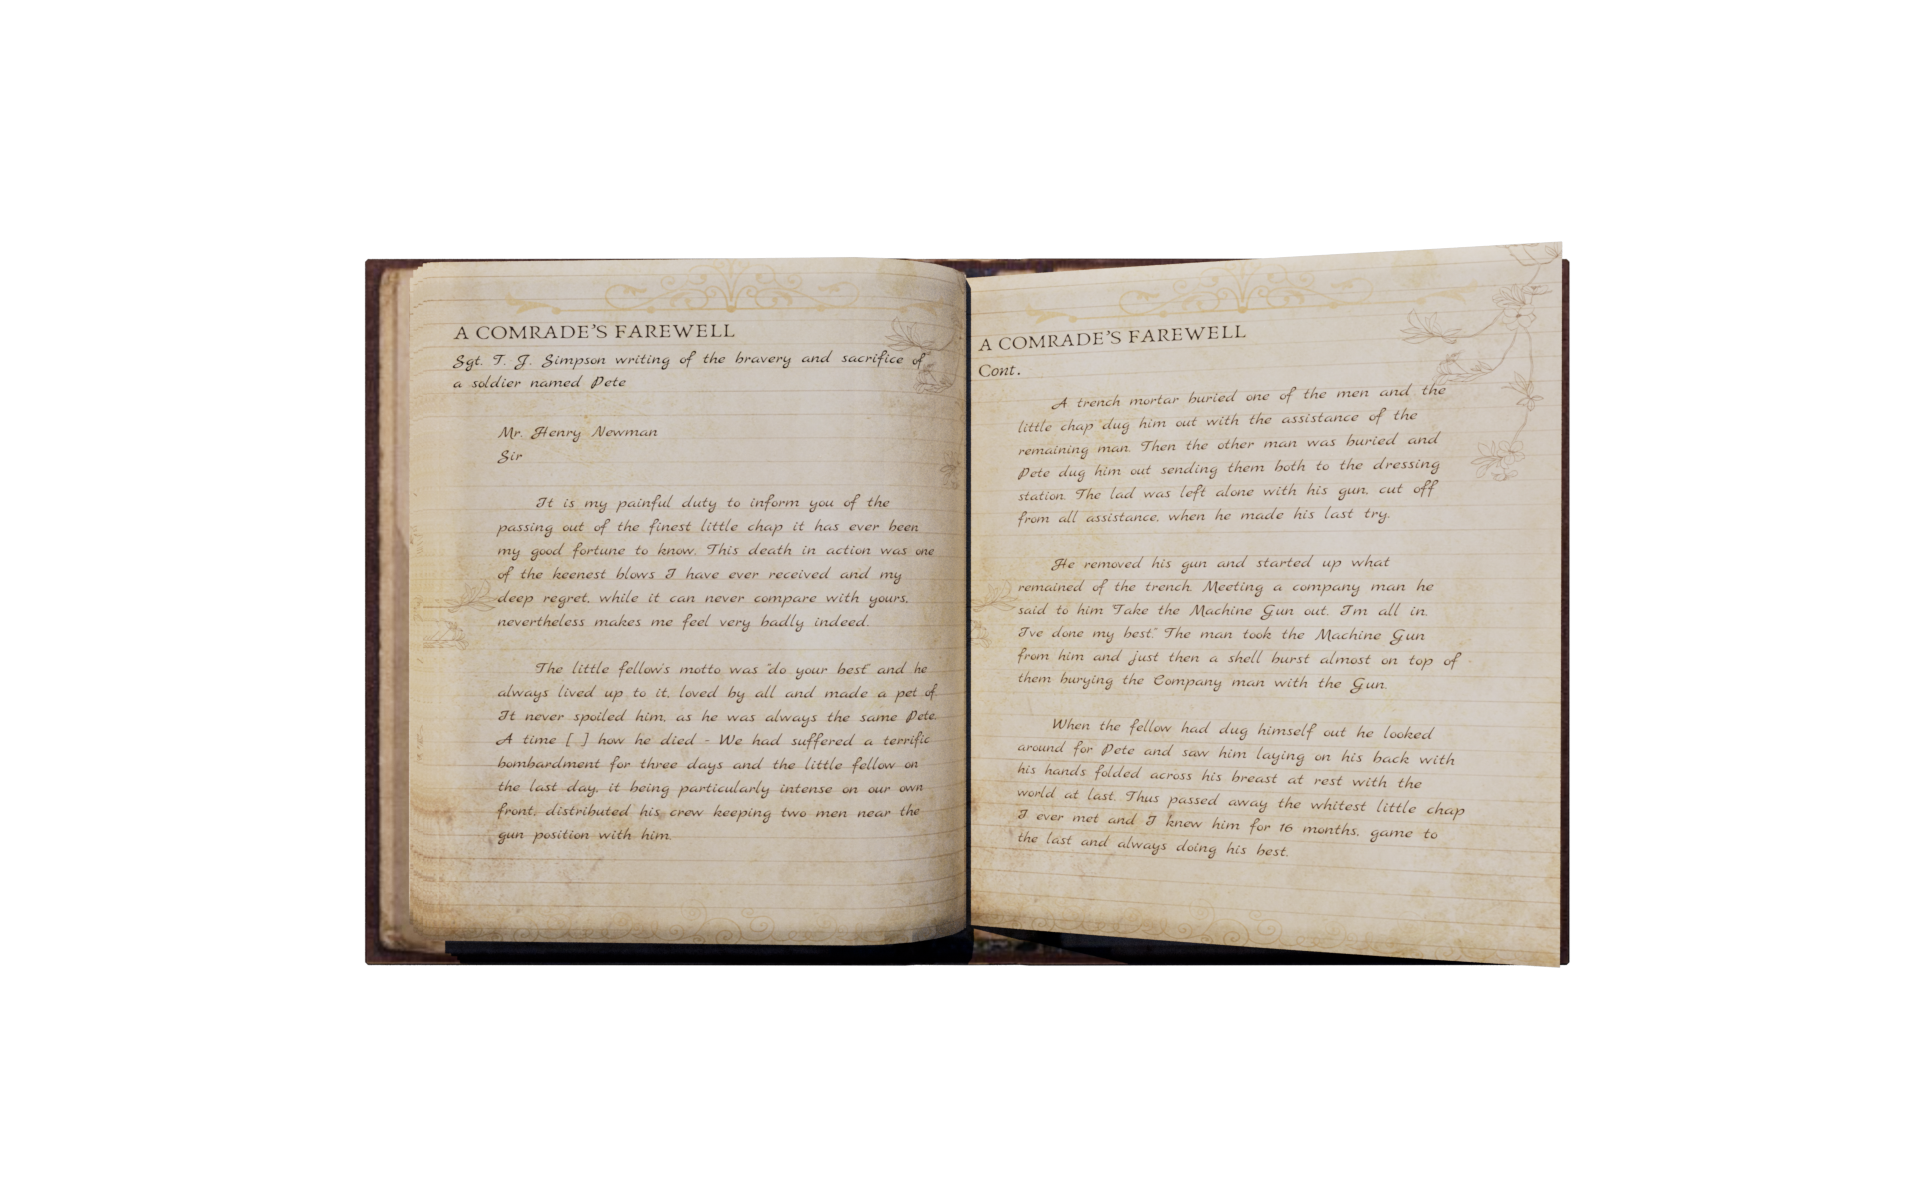 A COMRADE'S FAREWELL
Sgt. T. J. Simpson writing of the bravery and sacrifice of
a soldier named Pete
Mr. Henry Newman
Sir
It is my painful duty to inform you of the
passing out of the finest little chap it has ever been
my good fortune to know. This death in action was one
of the keenest blows I have ever received and my
deep regret, while it can never compare with yours,
nevertheless makes me feel very badly indeed.
The little fellow's motto was "do your best" and he
always lived up to it, loved by all and made a pet of.
It never spoiled him, as he was always the same Pete.
A time [ ] how he died - We had suffered a terrific
bombardment for three days and the little fellow on
the last day, it being particularly intense on our own
front, distributed his crew keeping two men near the
gun position with him.
A COMRADE'S FAREWELL
Cont.
A trench mortar buried one of the men and the
little chap dug him out with the assistance of the
remaining man. Then the other man was buried and
Pete dug him out sending them both to the dressing
station. The lad was left alone with his gun, cut off
from all assistance, when he made his last try.
He removed his gun and started up what
remained of the trench. Meeting a company man he
said to him Take the Machine Gun out. I'm all in.
I've done my best." The man took the Machine Gun
from him and just then a shell burst almost on top of
them burying the Company man with the Gun.
When the fellow had dug himself out he looked
around for Pete and saw him laying on his back with
his hands folded across his breast at rest with the
world at last. Thus passed away the whitest little chap
I ever met and I knew him for 16 months, game to
the last and always doing his best.